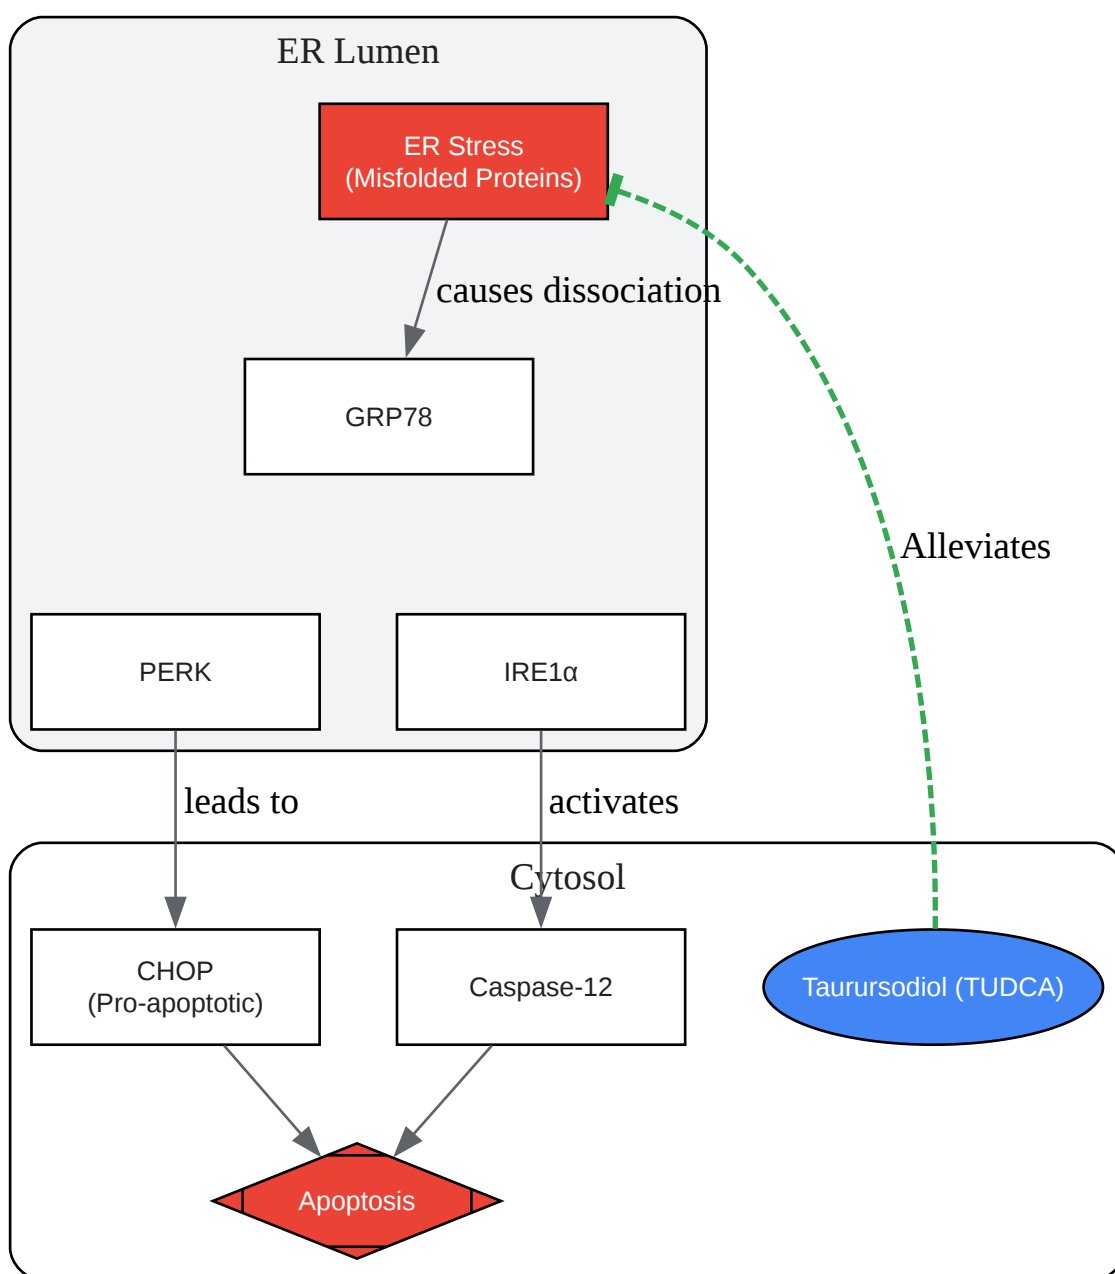 ER Lumen
ER Stress
(Misfolded Proteins)
causes dissociation
GRP78
Alleviates
PERK
IRE1α
leads to
activates
Cytosol
CHOP
(Pro-apoptotic)
Caspase-12
Taurursodiol (TUDCA)
Apoptosis